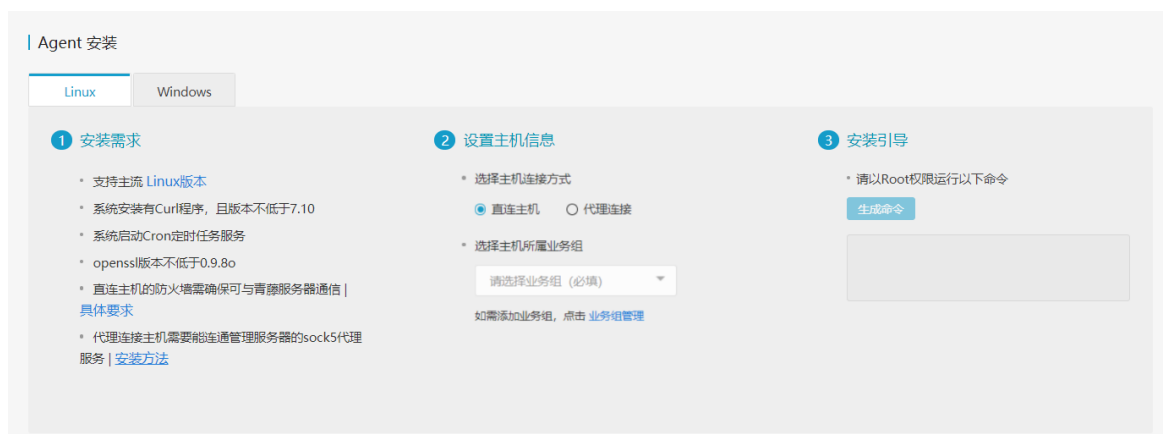 Agent 安装
Linux
Windows
1 安装需求
支持主流 Linux版本
系统安装有Curl程序，且版本不低于7.10
系统启动Cron定时任务服务
openssl版本不低于0.9.8o
直连主机的防火墙需确保可与青藤服务器通信 |
具体要求
代理连接主机需要能连通管理服务器的sock5代理
服务 | 安装方法
2 设置主机信息
选择主机连接方式
直连主机
代理连接
选择主机所属业务组
请选择业务组（必填）
如需添加业务组，点击 业务组管理
3 安装引导
请以Root权限运行以下命令
生成命令